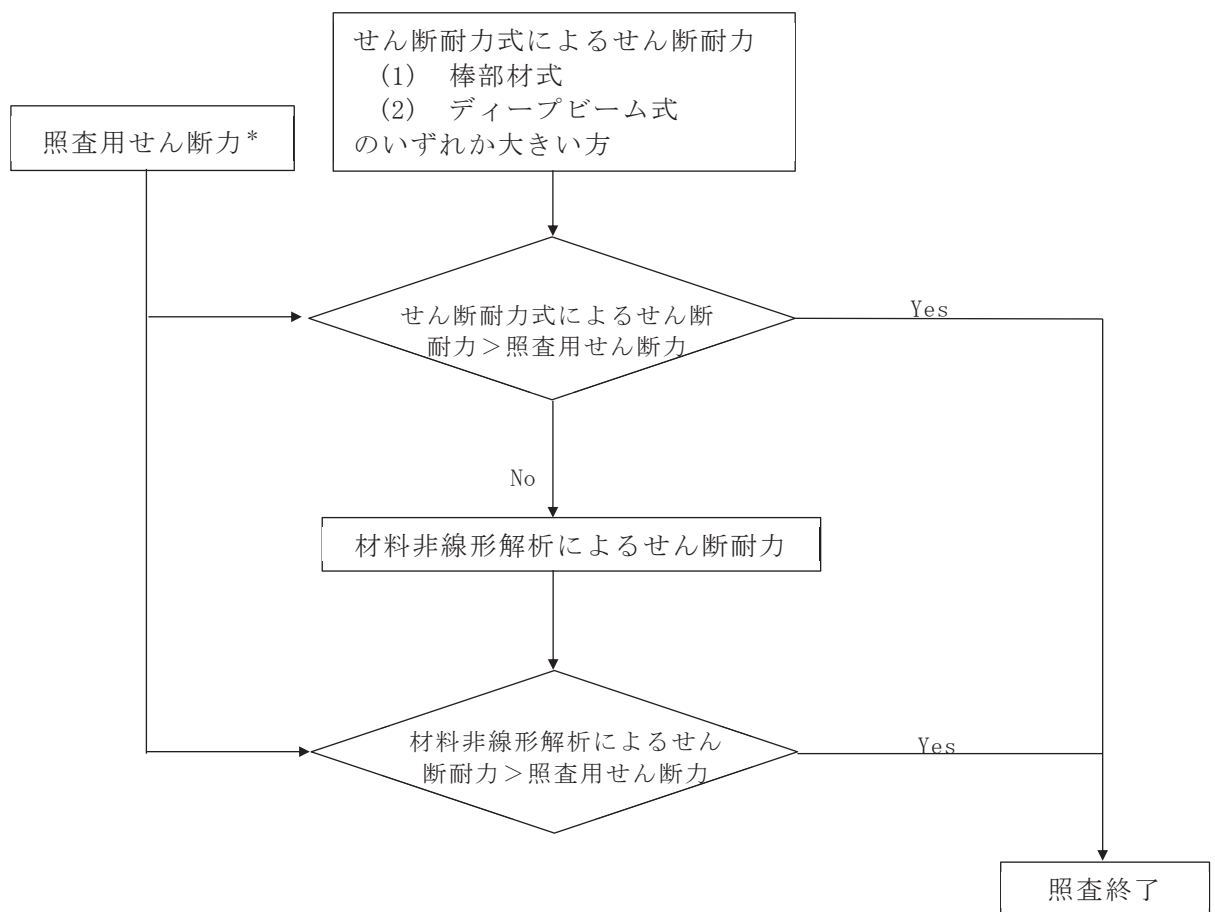 せん断耐力式によるせん断耐力
(1) 棒部材式
(2) ディープビーム式
のいずれか大きい方
照査用せん断力*
せん断耐力式によるせん断
耐力>照査用せん断力
Yes
No
材料非線形解析によるせん断耐力
材料非線形解析によるせん
断耐力>照査用せん断力
Yes
照査終了